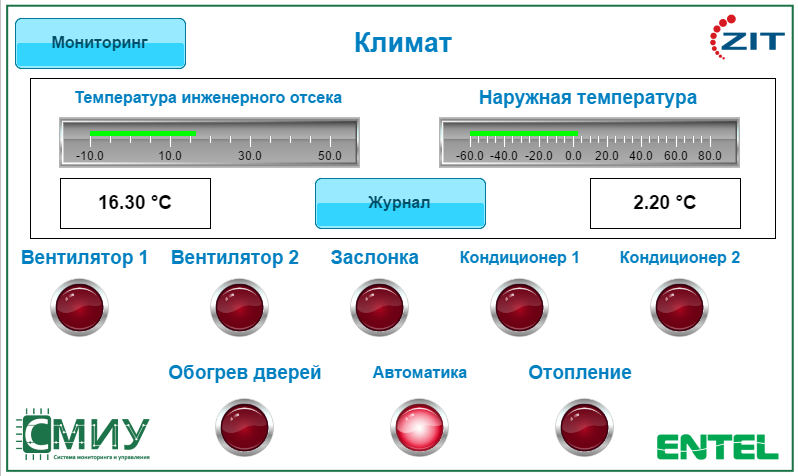 Мониторинг
Климат
ZIT
Температура инженерного отсека
Наружная температура
-10.0 10.0 30.0 50.0
-60.0 -40.0 -20.0 0.0 20.0 40.0 60.0 80.0
16.30 °C
Журнал
2.20 °C
Вентилятор 1
Вентилятор 2
Заслонка
Кондиционер 1
Кондиционер 2
Обогрев дверей
Автоматика
Отопление
СМИУ
Система мониторинга и управления
ENTEL